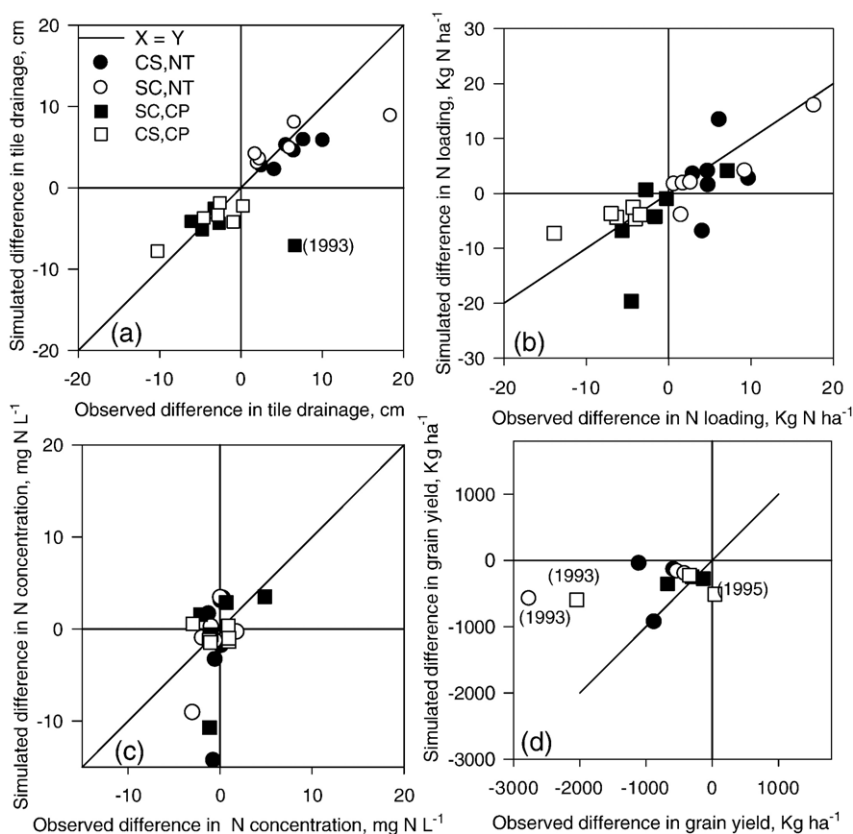 (a)
X = Y
CS,NT
SC,NT
SC,CP
CS,CP
Simulated difference in tile drainage, cm
20
10
0
-10
-20
(1993)
-20 -10 0 10 20
Observed difference in tile drainage, cm
Simulated difference in N loading, Kg N ha⁻¹
30
20
10
0
-10
-20
-30
(b)
-20 -10 0 10 20
Observed difference in N loading, Kg N ha⁻¹
Simulated difference in N concentration, mg N L⁻¹
20
10
0
-10
(c)
-10 0 10 20
Observed difference in N concentration, mg N L⁻¹
Simulated difference in grain yield, Kg ha⁻¹
1000
0
-1000
-2000
-3000
(1993)
(1995)
(1993)
(d)
-3000 -2000 -1000 0 1000
Observed difference in grain yield, Kg ha⁻¹